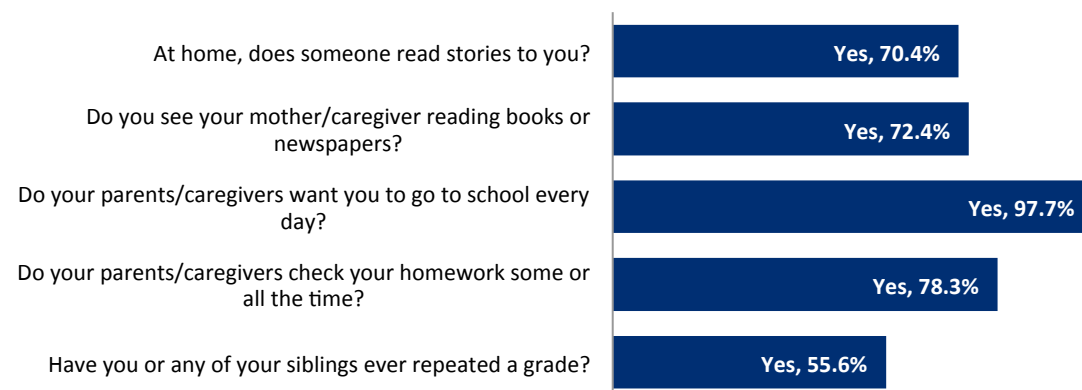 At home, does someone read stories to you?
Yes, 70.4%
Do you see your mother/caregiver reading books or
newspapers?
Yes, 72.4%
Do your parents/caregivers want you to go to school every
day?
Yes, 97.7%
Do your parents/caregivers check your homework some or
all the time?
Yes, 78.3%
Have you or any of your siblings ever repeated a grade?
Yes, 55.6%